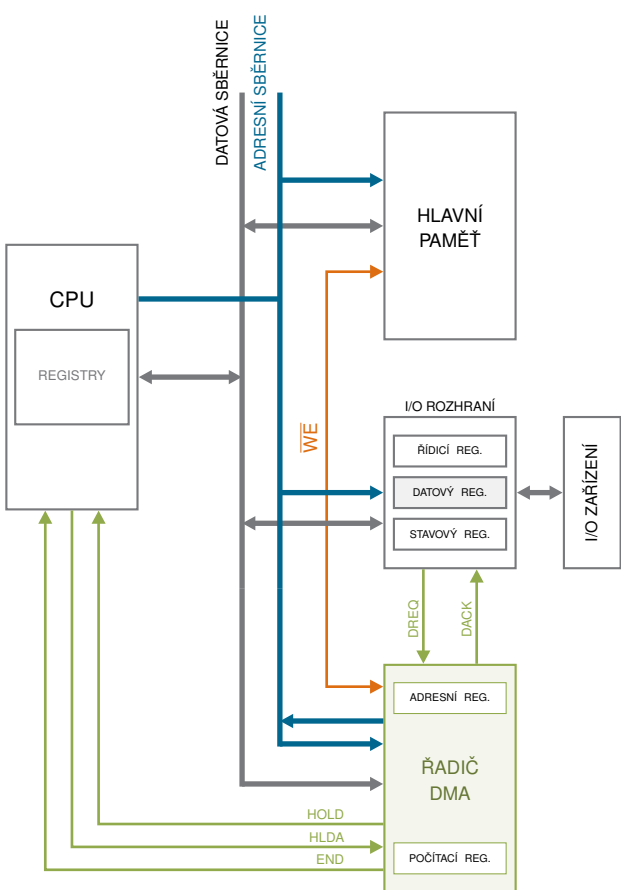 DATOVÁ SBĚRNICE
ADRESNÍ SBĚRNICE
HLAVNÍ
PAMĚŤ
CPU
REGISTRY
WE
I/O ROZHRANÍ
ŘÍDICÍ REG.
DATOVÝ REG.
STAVOVÝ REG.
I/O ZAŘÍZENÍ
DREQ
DACK
ADRESNÍ REG.
ŘADIČ
DMA
HOLD
HLDA
END
POČÍTACÍ REG.